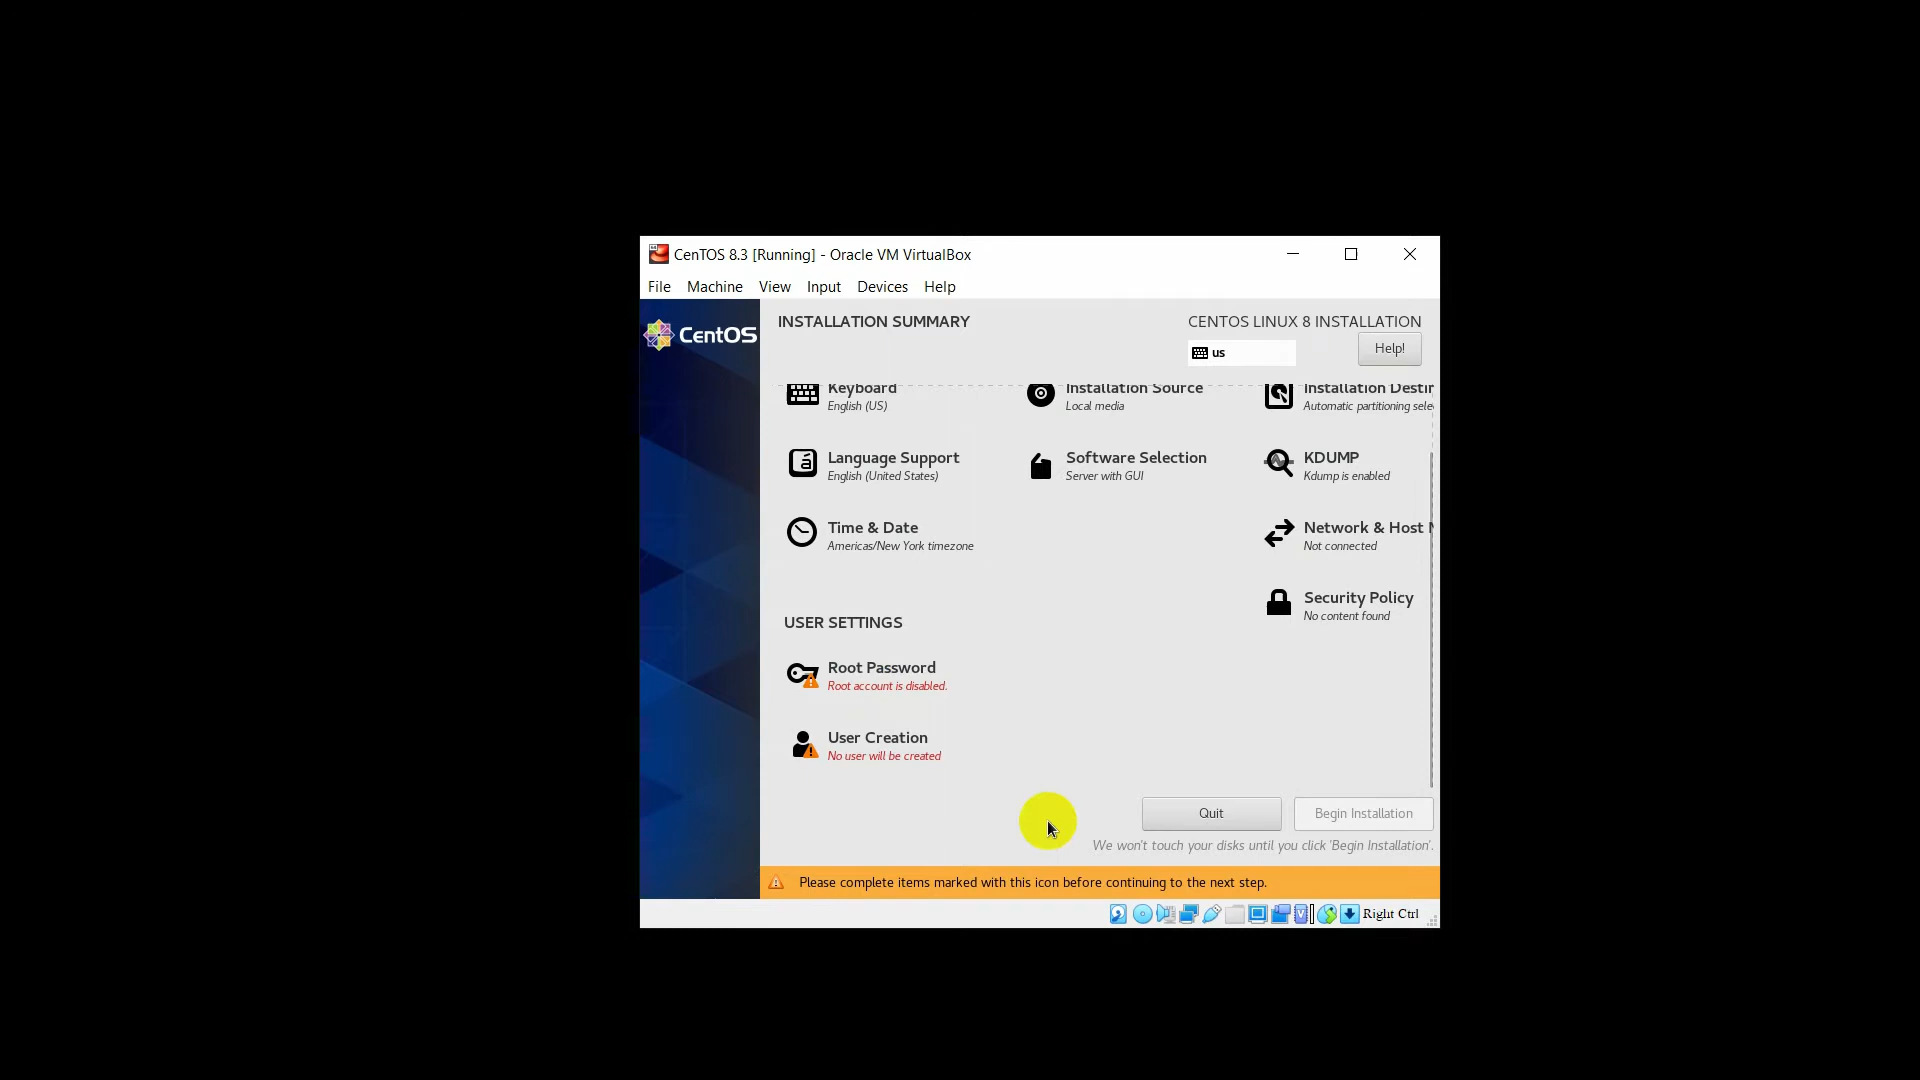 CentOS 8.3 [Running] - Oracle VM VirtualBox
File Machine View Input Devices Help
CentOS
INSTALLATION SUMMARY
CENTOS LINUX 8 INSTALLATION
us
Help!
Keyboard
English (US)
Installation Source
Local media
Installation Destin
Automatic partitioning sele
Language Support
English (United States)
Software Selection
Server with GUI
KDUMP
Kdump is enabled
Time & Date
Americas/New York timezone
Network & Host N
Not connected
Security Policy
No content found
USER SETTINGS
Root Password
Root account is disabled.
User Creation
No user will be created
Quit
Begin Installation
We won't touch your disks until you click 'Begin Installation'.
Please complete items marked with this icon before continuing to the next step.
Right Ctrl